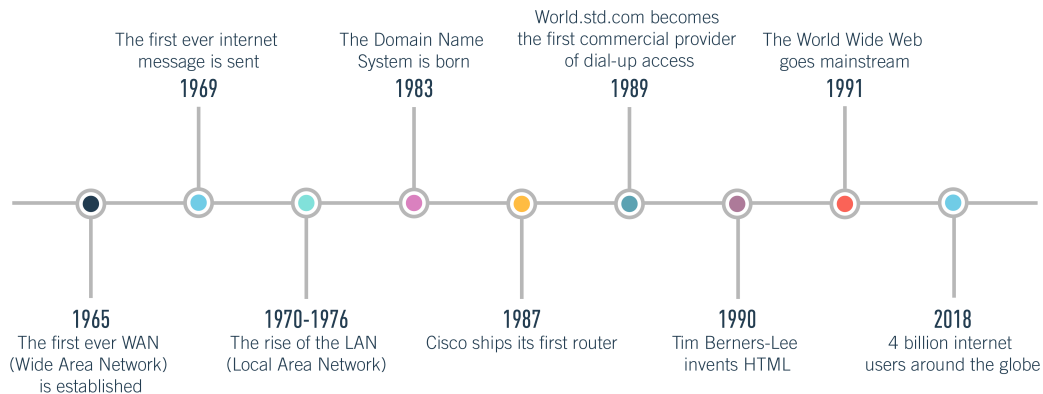 The first ever internet
message is sent
1969
The Domain Name
System is born
1983
World.std.com becomes
the first commercial provider
of dial-up access
1989
The World Wide Web
goes mainstream
1991
1965
The first ever WAN
(Wide Area Network)
is established
1970-1976
The rise of the LAN
(Local Area Network)
1987
Cisco ships its first router
1990
Tim Berners-Lee
invents HTML
2018
4 billion internet
users around the globe